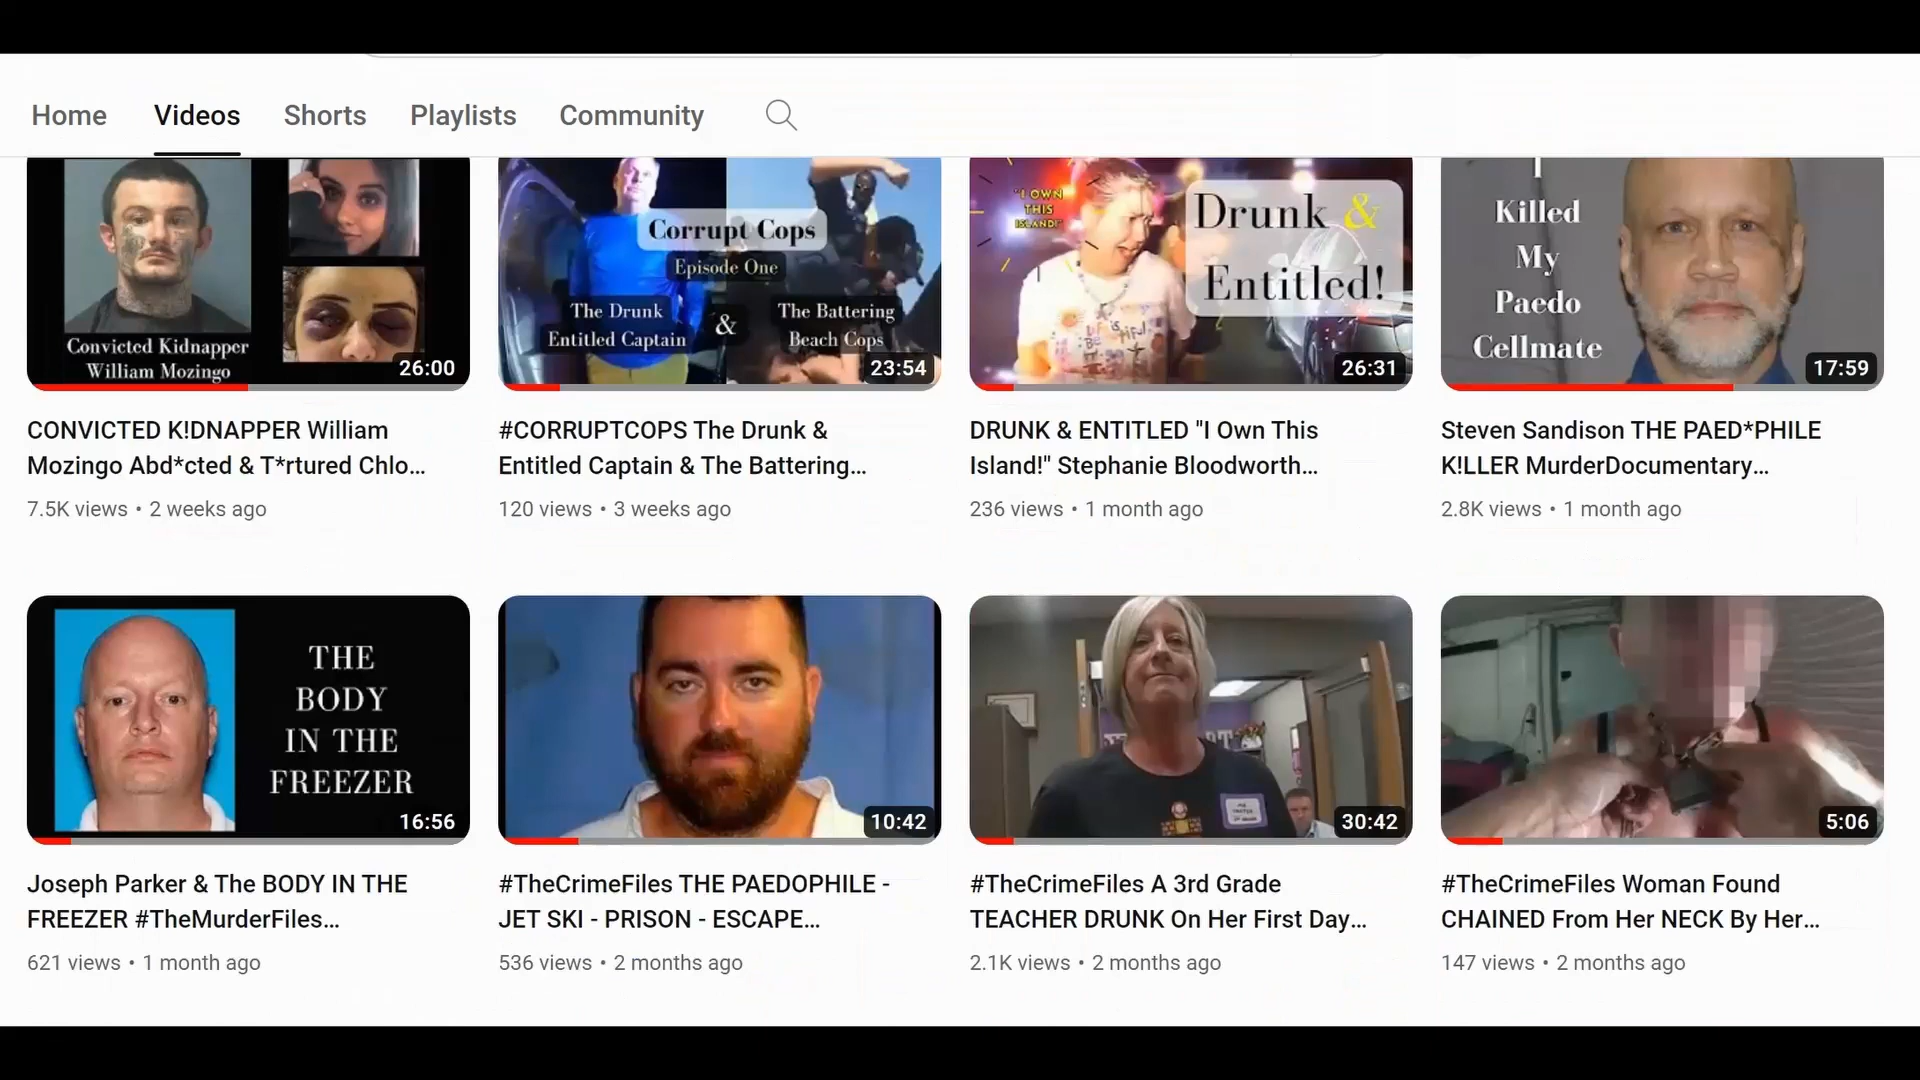 Home Videos Shorts Playlists Community
Convicted Kidnapper
William Mozingo
26:00
Corrupt Cops
Episode One
The Drunk
Entitled Captain
&
The Battering
Beach Cops
23:54
"I OWN
THIS
ISLAND!"
Drunk &
Entitled!
26:31
I
Killed
My
Paedo
Cellmate
17:59
CONVICTED K!DNAPPER William
Mozingo Abd*cted & T*rtured Chlo...
7.5K views • 2 weeks ago
#CORRUPTCOPS The Drunk &
Entitled Captain & The Battering...
120 views • 3 weeks ago
DRUNK & ENTITLED "I Own This
Island!" Stephanie Bloodworth...
236 views • 1 month ago
Steven Sandison THE PAED*PHILE
K!LLER MurderDocumentary...
2.8K views • 1 month ago
THE
BODY
IN THE
FREEZER
16:56
10:42
30:42
5:06
Joseph Parker & The BODY IN THE
FREEZER #TheMurderFiles...
621 views • 1 month ago
#TheCrimeFiles THE PAEDOPHILE -
JET SKI - PRISON - ESCAPE...
536 views • 2 months ago
#TheCrimeFiles A 3rd Grade
TEACHER DRUNK On Her First Day...
2.1K views • 2 months ago
#TheCrimeFiles Woman Found
CHAINED From Her NECK By Her...
147 views • 2 months ago